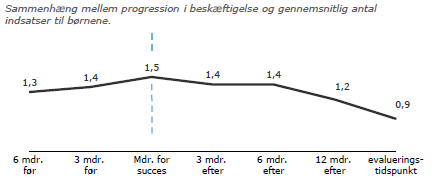 Sammenhæng mellem progression i beskæftigelse og gennemsnitlig antal
indsatser til børnene.
1,3
1,4
1,5
1,4
1,4
1,2
0,9
6 mdr. før
3 mdr. før
Mdr. for succes
3 mdr. efter
6 mdr. efter
12 mdr. efter
evaluerings-
tidspunkt